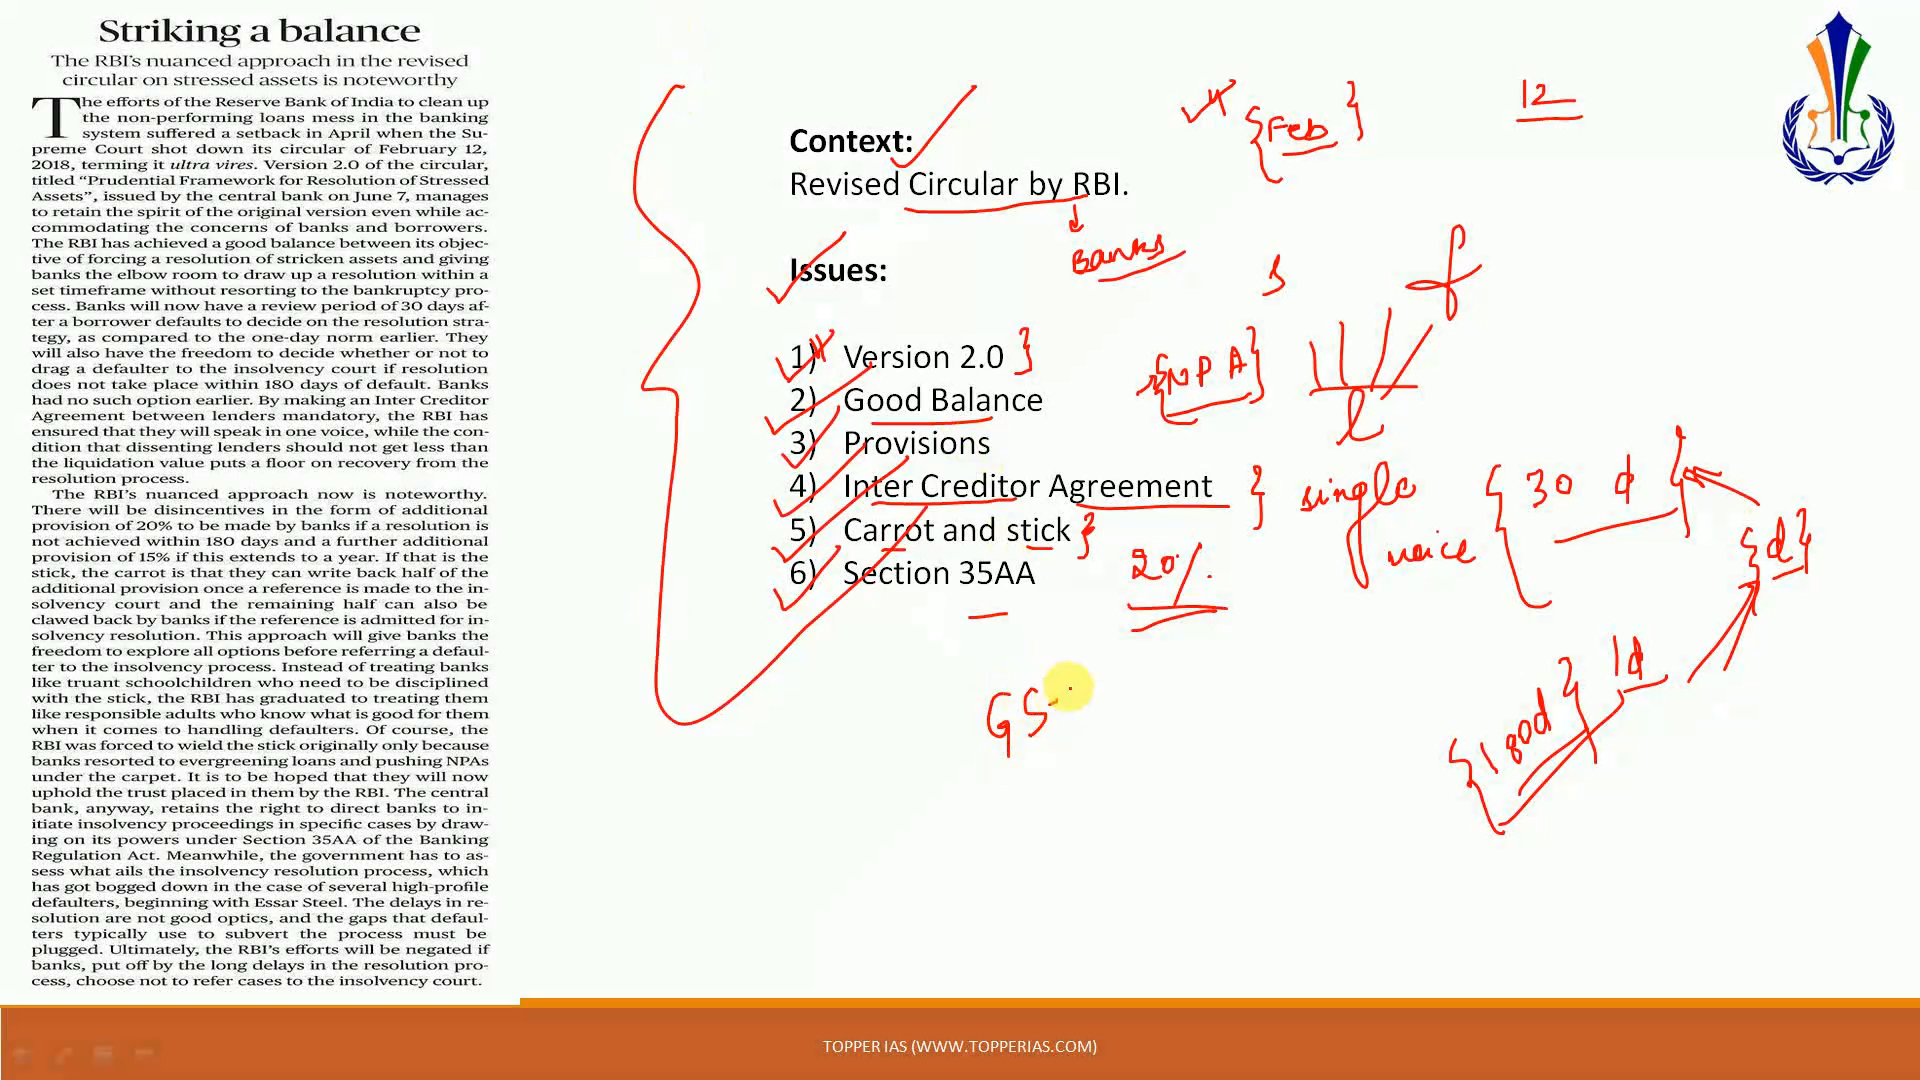 Striking a balance
The RBI's nuanced approach in the revised
circular on stressed assets is noteworthy
The efforts of the Reserve Bank of India to clean up
the non-performing loans mess in the banking
system suffered a setback in April when the Su-
preme Court shot down its circular of February 12,
2018, terming it ultra vires. Version 2.0 of the circular,
titled “Prudential Framework for Resolution of Stressed
Assets”, issued by the central bank on June 7, manages
to retain the spirit of the original version even while ac-
commodating the concerns of banks and borrowers.
The RBI has achieved a good balance between its objec-
tive of forcing a resolution of stricken assets and giving
banks the elbow room to draw up a resolution within a
set timeframe without resorting to the bankruptcy pro-
cess. Banks will now have a review period of 30 days af-
ter a borrower defaults to decide on the resolution stra-
tegy, as compared to the one-day norm earlier. They
will also have the freedom to decide whether or not to
drag a defaulter to the insolvency court if resolution
does not take place within 180 days of default. Banks
had no such option earlier. By making an Inter Creditor
Agreement between lenders mandatory, the RBI has
ensured that they will speak in one voice, while the con-
dition that dissenting lenders should not get less than
the liquidation value puts a floor on recovery from the
resolution process.
The RBI's nuanced approach now is noteworthy.
There will be disincentives in the form of additional
provision of 20% to be made by banks if a resolution is
not achieved within 180 days and a further additional
provision of 15% if this extends to a year. If that is the
stick, the carrot is that they can write back half of the
additional provision once a reference is made to the in-
solvency court and the remaining half can also be
clawed back by banks if the reference is admitted for in-
solvency resolution. This approach will give banks the
freedom to explore all options before referring a defaul-
ter to the insolvency process. Instead of treating banks
like truant schoolchildren who need to be disciplined
with the stick, the RBI has graduated to treating them
like responsible adults who know what is good for them
when it comes to handling defaulters. Of course, the
RBI was forced to wield the stick originally only because
banks resorted to evergreening loans and pushing NPAs
under the carpet. It is to be hoped that they will now
uphold the trust placed in them by the RBI. The central
bank, anyway, retains the right to direct banks to in-
itiate insolvency proceedings in specific cases by draw-
ing on its powers under Section 35AA of the Banking
Regulation Act. Meanwhile, the government has to as-
sess what ails the insolvency resolution process, which
has got bogged down in the case of several high-profile
defaulters, beginning with Essar Steel. The delays in re-
solution are not good optics, and the gaps that defaul-
ters typically use to subvert the process must be
plugged. Ultimately, the RBI's efforts will be negated if
banks, put off by the long delays in the resolution pro-
cess, choose not to refer cases to the insolvency court.
Context:
Revised Circular by RBI.
Feb
12
Banks
Issues:
1) Version 2.0
2) Good Balance
3) Provisions
4) Inter Creditor Agreement
5) Carrot and stick
6) Section 35AA
NPA
single
voice
30 d
d
20%
1d
180d
GS
TOPPER IAS (WWW.TOPPERIAS.COM)